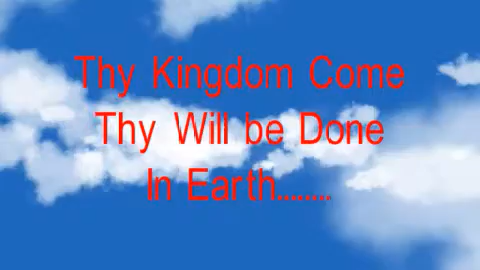 Thy Kingdom Come
Thy Will be Done
In Earth........